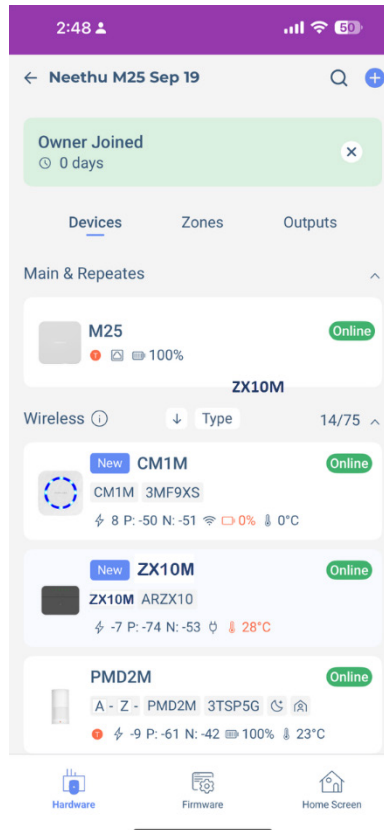 2:48 50
Neethu M25 Sep 19
Owner Joined
0 days
Devices Zones Outputs
Main & Repeates
M25 Online
T 100%
ZX10M
Wireless Type 14/75
New CM1M Online
CM1M 3MF9XS
8 P: -50 N: -51 0% 0°C
New ZX10M Online
ZX10M ARZX10
-7 P: -74 N: -53 28°C
PMD2M Online
A - Z - PMD2M 3TSP5G
-9 P: -61 N: -42 100% 23°C
Hardware Firmware Home Screen